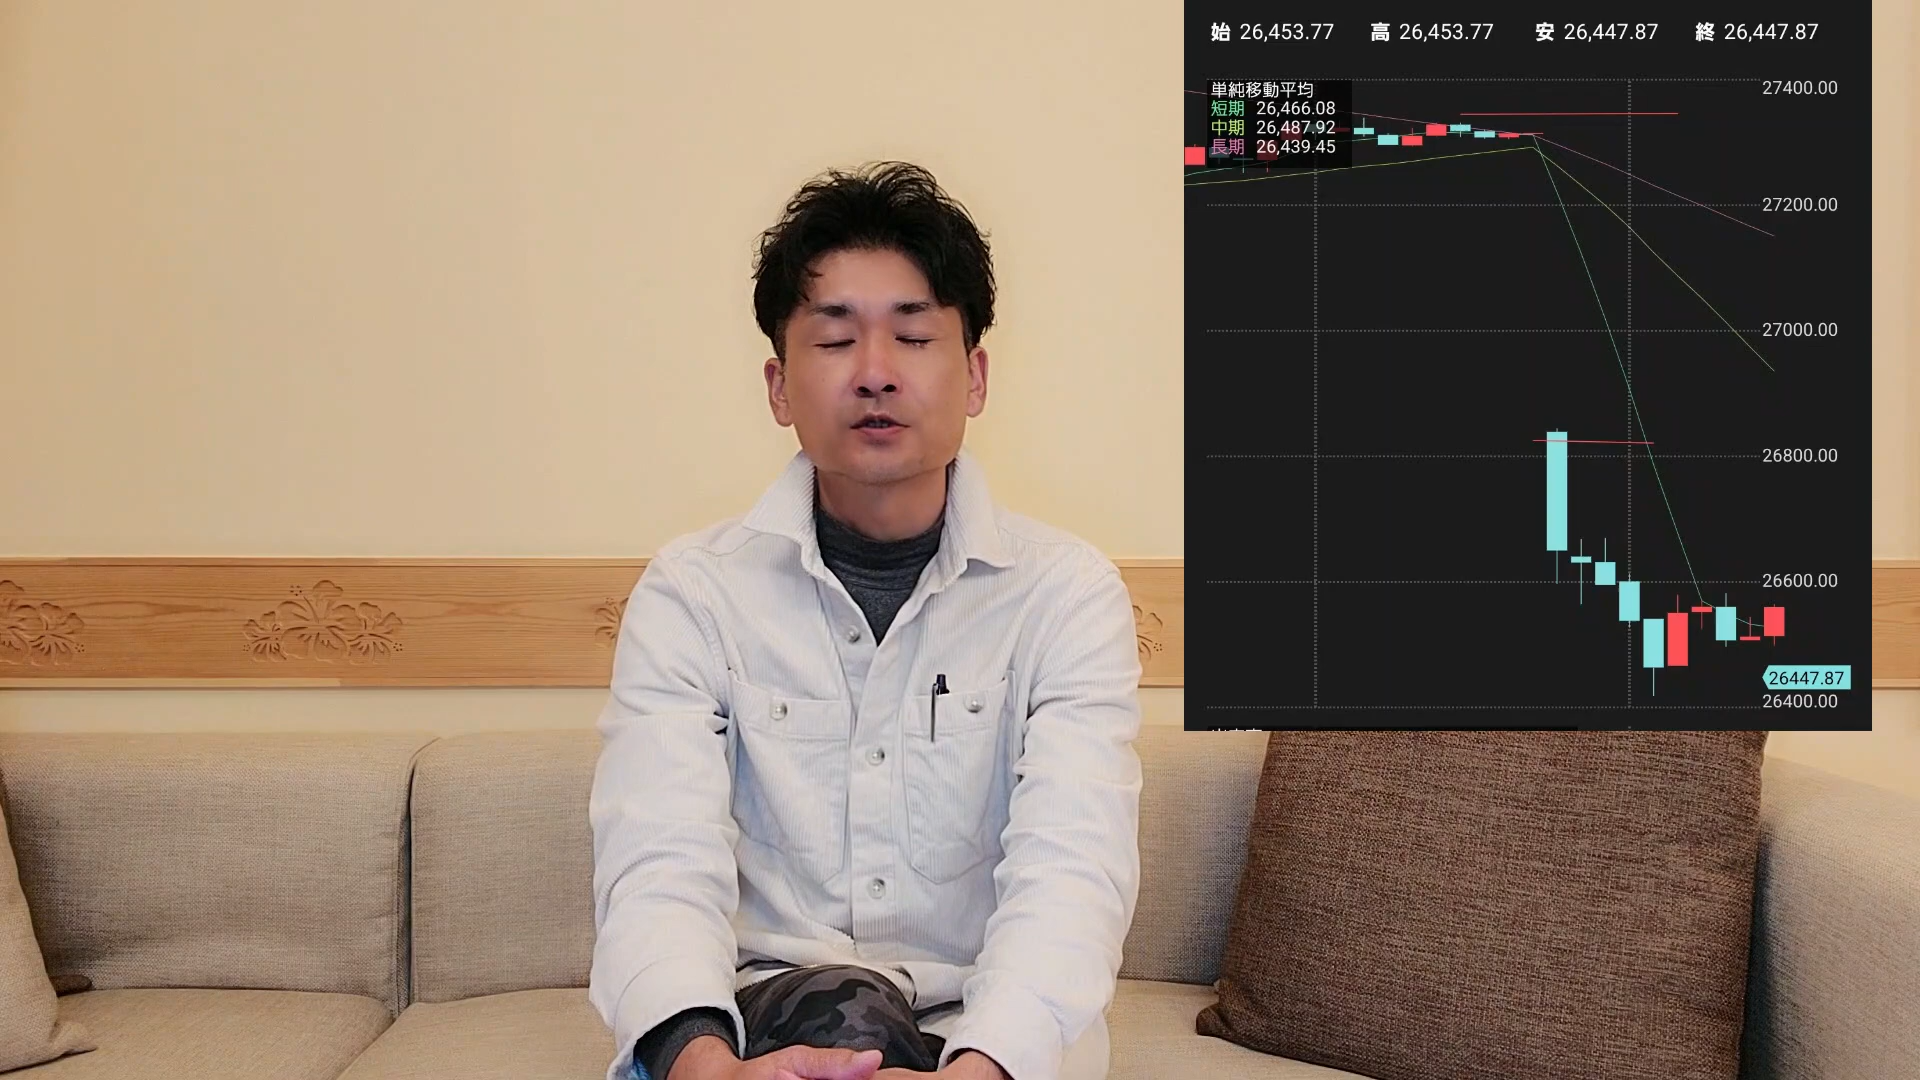 始 26,453.77 高 26,453.77 安 26,447.87 終 26,447.87
単純移動平均
短期 26,466.08
中期 26,487.92
長期 26,439.45
27400.00
27200.00
27000.00
26800.00
26600.00
26447.87
26400.00